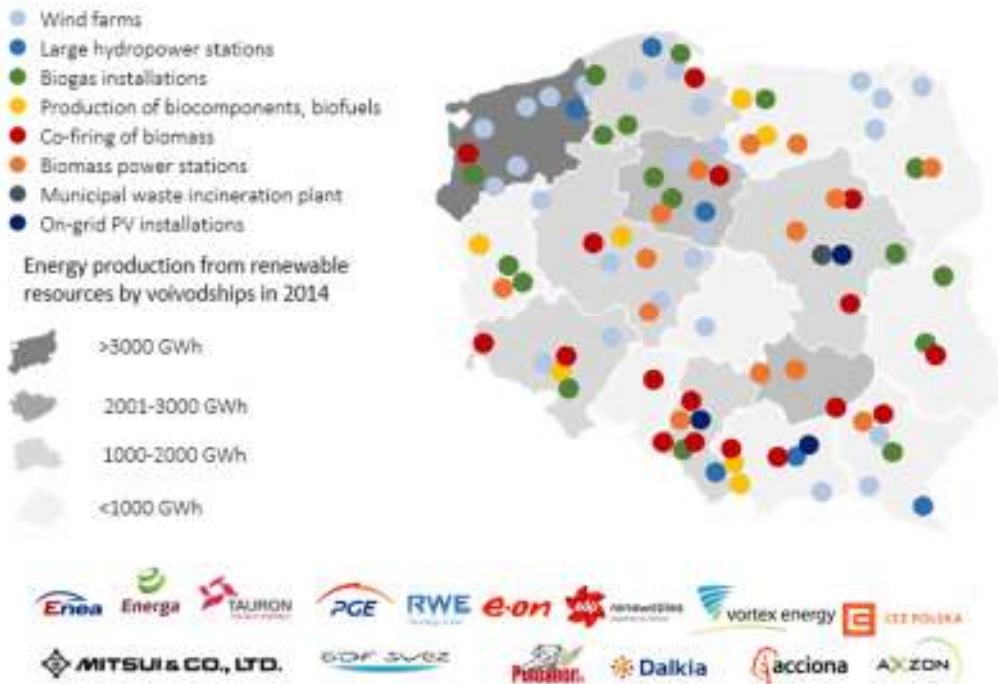 Wind farms
Large hydropower stations
Biogas installations
Production of biocomponents, biofuels
Co-firing of biomass
Biomass power stations
Municipal waste incineration plant
On-grid PV installations
Energy production from renewable
resources by voivodships in 2014
>3000 GWh
2001-3000 GWh
1000-2000 GWh
<1000 GWh
Enea
Energa
TAURON
PGE
RWE
e·on
edp renewables
vortex energy
CEZ POLSKA
MITSUI & CO., LTD.
GDF SVEZ
Dalkia
acciona
AXZON